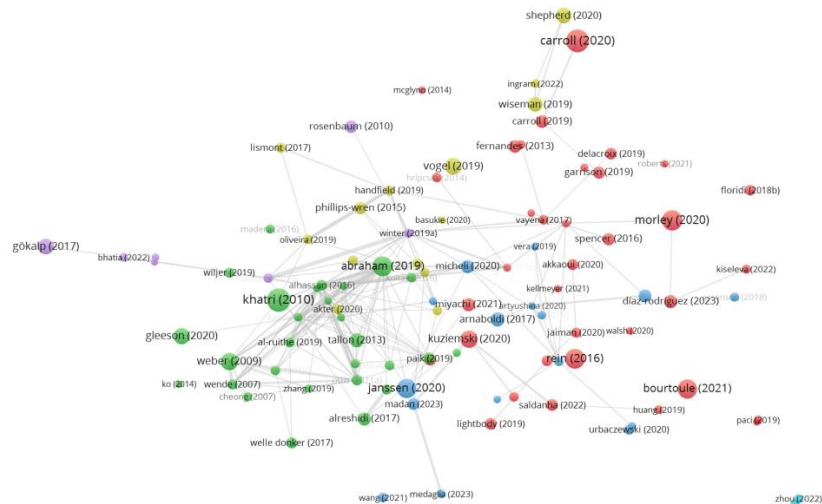 shepherd (2020)
carroll (2020)
ingram (2022)
mcglynn (2014)
wiseman (2019)
carroll (2019)
rosenbaum (2010)
fernandes (2013)
lismont (2017)
delacroix (2019)
vogel (2019)
garrison (2019)
handfield (2019)
floridi (2018b)
phillips-wren (2015)
basukie (2020)
vayena (2017)
morley (2020)
oliveira (2019)
winter (2019a)
spencer (2016)
gökalp (2017)
vera (2019)
bhatia (2022)
wiljer (2019)
abraham (2019)
micheli (2020)
akkoui (2020)
kiseleva (2022)
alhassan (2016)
kellmeyer (2021)
khatri (2010)
díaz-rodríguez (2023)
akter (2020)
miyachi (2021)
artyushina (2020)
arnaboldi (2017)
gleeson (2020)
al-ruithe (2019)
tallon (2013)
kuziemski (2020)
jaiman (2020)
walsh (2020)
weber (2009)
paik (2019)
rein (2016)
ko (2014)
wende (2007)
zhang (2019)
janssen (2020)
bourtoule (2021)
cheong (2007)
madan (2023)
saldanha (2022)
huang (2019)
alreshidi (2017)
lightbody (2019)
urbaczewski (2020)
paci (2019)
welle donker (2017)
wang (2021)
medaglia (2023)
zhou (2022)